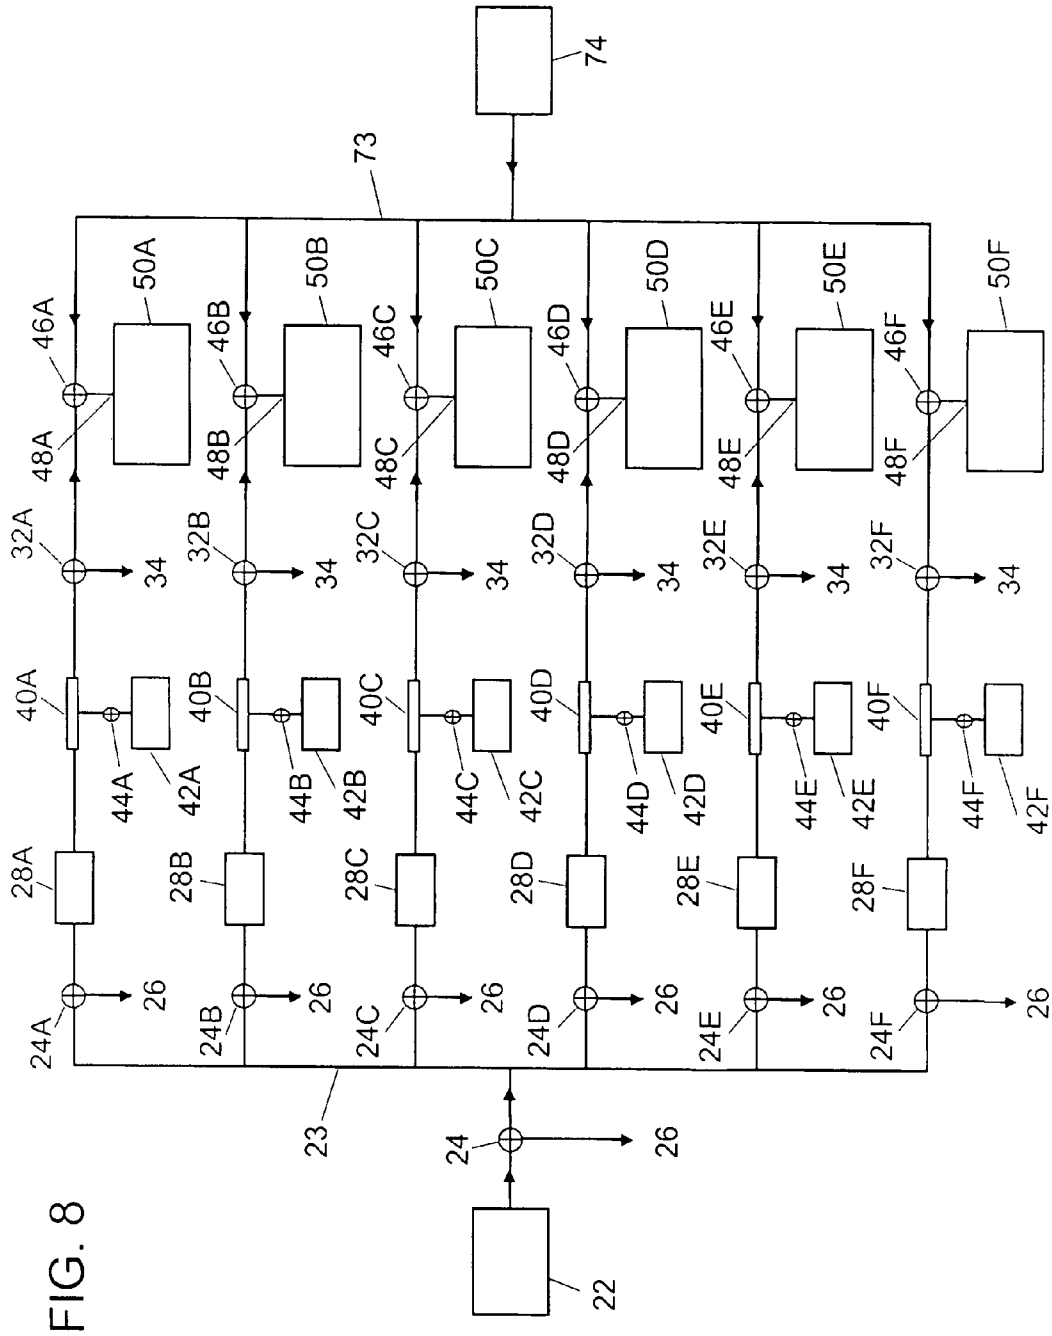 FIG. 8
74
73
46A
50A
48A
32A
34
40A
44A
42A
28A
26
24A
46B
50B
48B
32B
34
40B
44B
42B
28B
26
24B
46C
50C
48C
32C
34
40C
44C
42C
28C
26
24C
46D
50D
48D
32D
34
40D
44D
42D
28D
26
24D
46E
50E
48E
32E
34
40E
44E
42E
28E
26
24E
46F
50F
48F
32F
34
40F
44F
42F
28F
26
24F
23
24
26
22